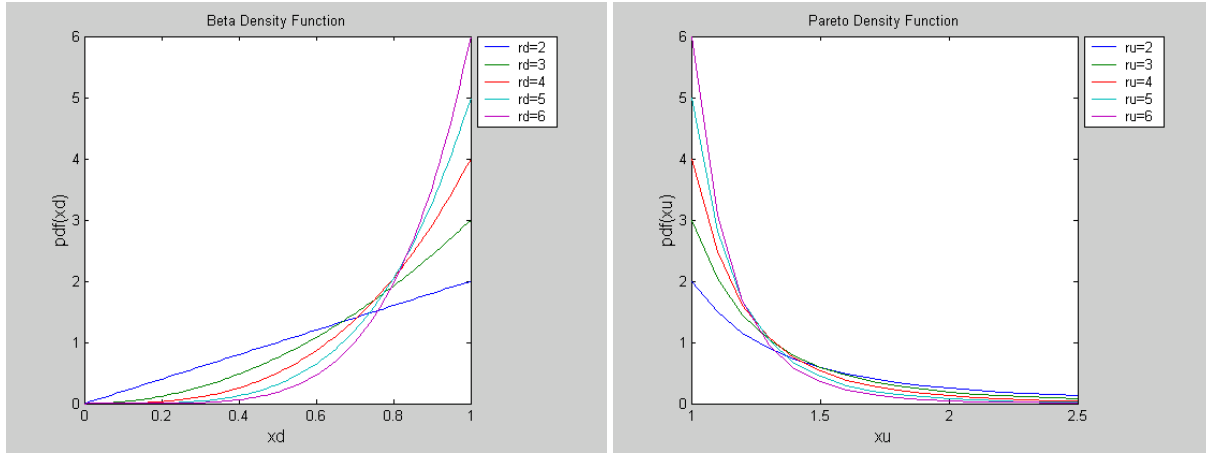 Beta Density Function
6
5
4
3
2
1
0
pdf(xd)
0 0.2 0.4 0.6 0.8 1
xd
rd=2
rd=3
rd=4
rd=5
rd=6
Pareto Density Function
6
5
4
3
2
1
0
pdf(xu)
1 1.5 2 2.5
xu
ru=2
ru=3
ru=4
ru=5
ru=6